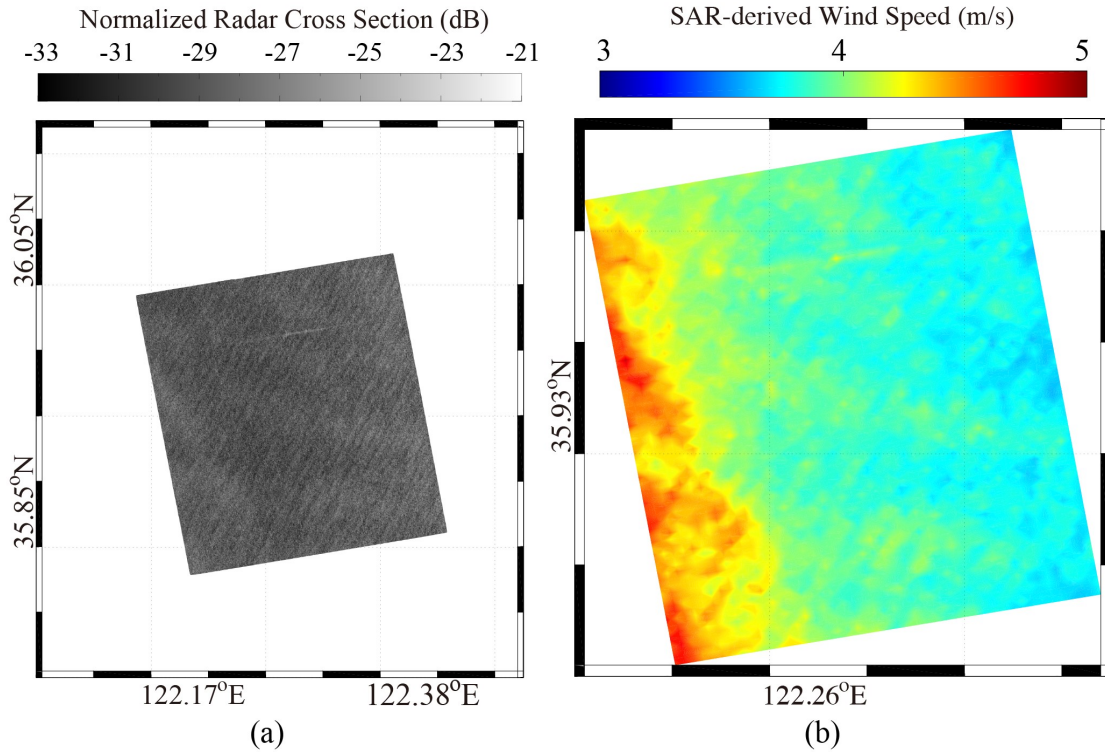 Normalized Radar Cross Section (dB)
-33 -31 -29 -27 -25 -23 -21
36.05°N
35.85°N
122.17°E 122.38°E
(a)
SAR-derived Wind Speed (m/s)
3 4 5
35.93°N
122.26°E
(b)